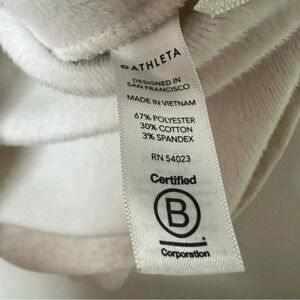 ATHLETA
DESIGNED IN
SAN FRANCISCO
MADE IN VIETNAM
67% POLYESTER
30% COTTON
3% SPANDEX
RN 54023
Certified
B
Corporation